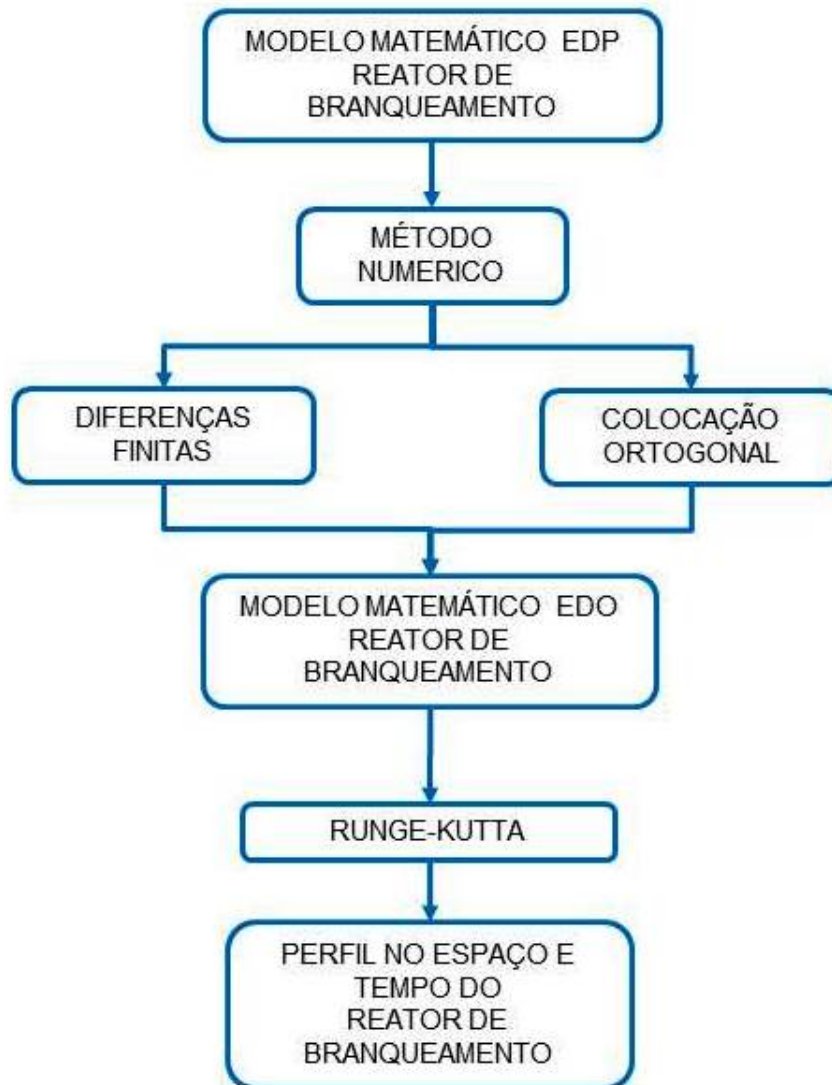 MODELO MATEMÁTICO EDP
REATOR DE
BRANQUEAMENTO
MÉTODO
NUMERICO
DIFERENÇAS
FINITAS
COLOCAÇÃO
ORTOGONAL
MODELO MATEMÁTICO EDO
REATOR DE
BRANQUEAMENTO
RUNGE-KUTTA
PERFIL NO ESPAÇO E
TEMPO DO
REATOR DE
BRANQUEAMENTO